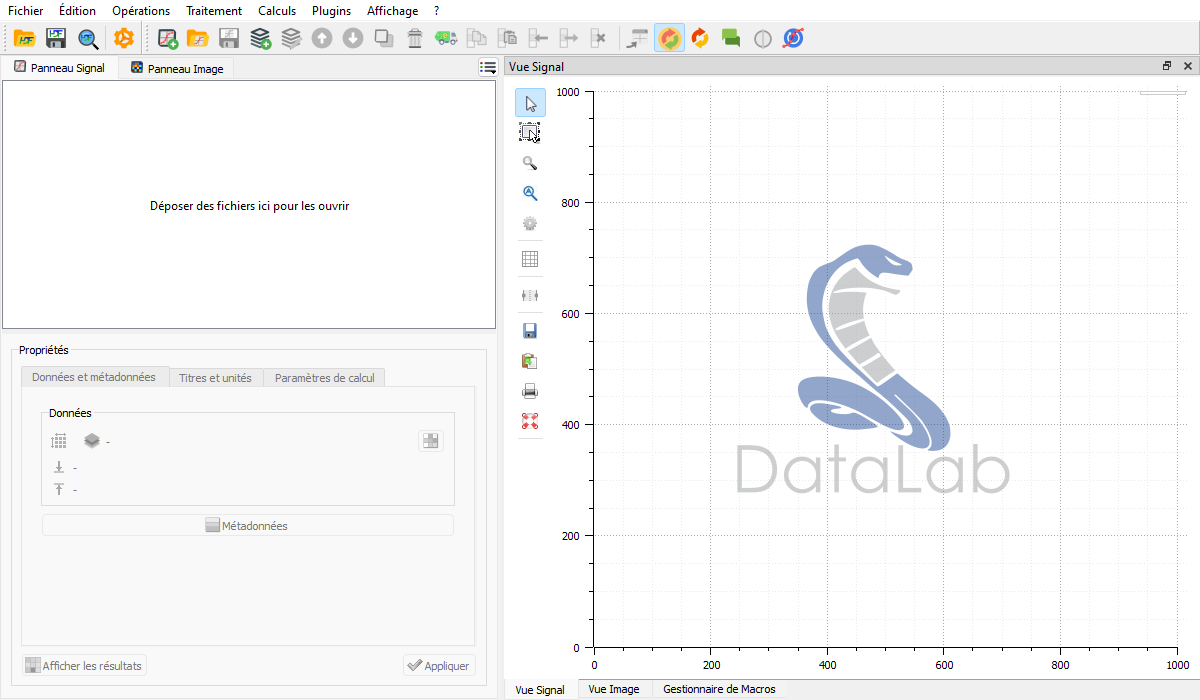 Fichier Édition Opérations Traitement Calculs Plugins Affichage ?
Panneau Signal Panneau Image
Déposer des fichiers ici pour les ouvrir
Propriétés
Données et métadonnées Titres et unités Paramètres de calcul
Données
-
-
-
Métadonnées
Afficher les résultats Appliquer
Vue Signal
1000
800
600
400
200
0
0 200 400 600 800 1000
DataLab
Vue Signal Vue Image Gestionnaire de Macros